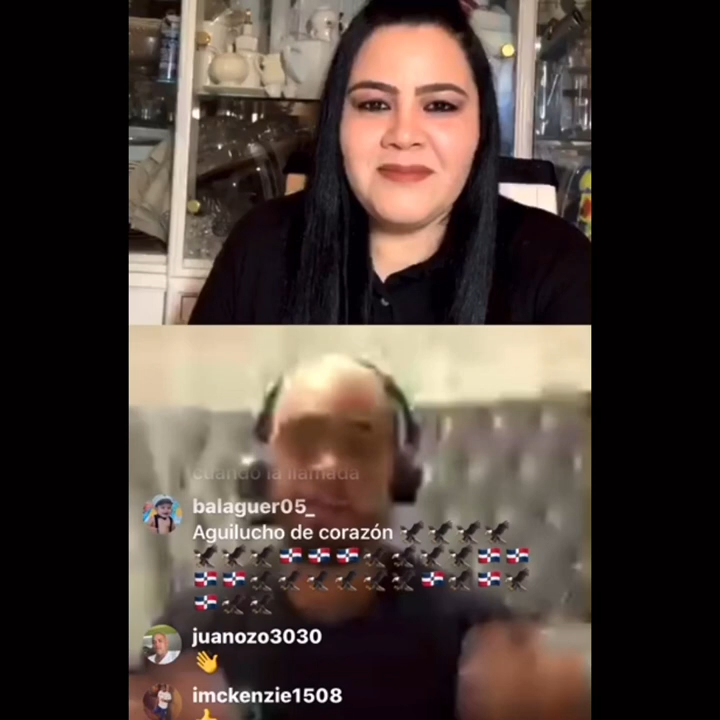 cuando la llamada
balaguer05_
Aguilucho de corazón 🦅🦅🦅🦅
🦅🦅🦅🇩🇴🇩🇴🇩🇴🦅🦅🦅🦅🇩🇴🇩🇴
🇩🇴🇩🇴🦅🦅🦅🦅🦅🦅🇩🇴🦅🇩🇴🦅
🇩🇴🦅🦅
juanozo3030
👋
imckenzie1508